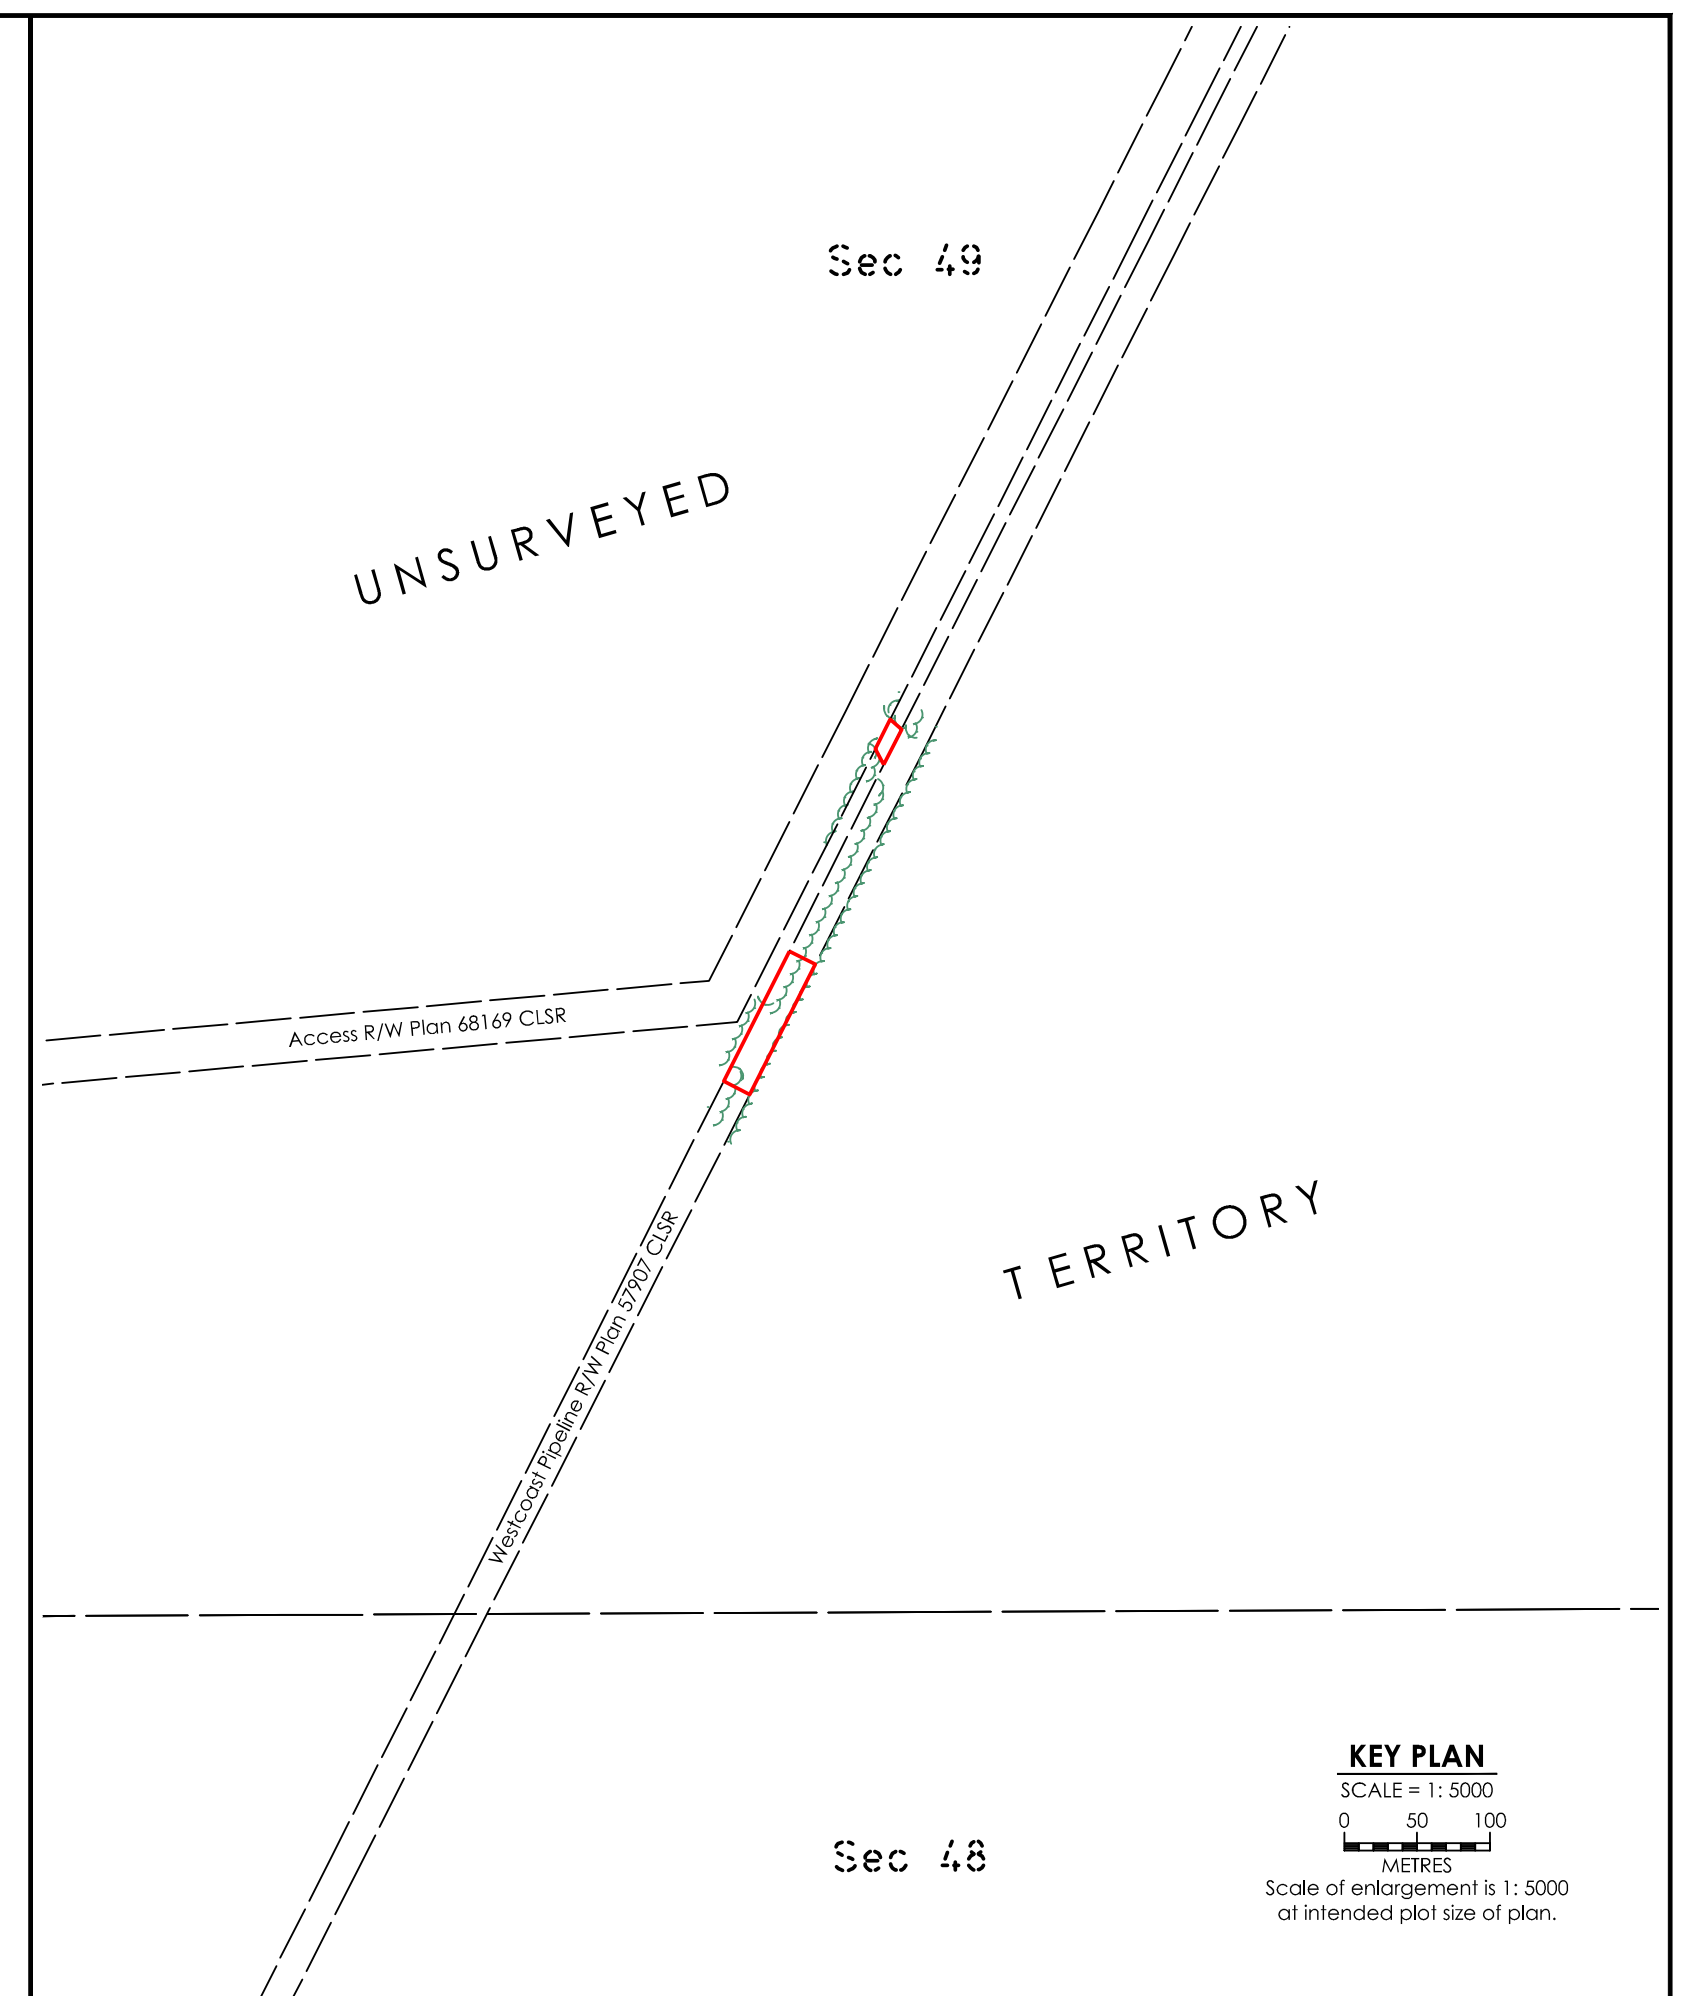 Sec 49
UNSURVEYED
Access R/W Plan 68169 CLSR
TERRITORY
Westcoast Pipeline R/W Plan 57907 CLSR
KEY PLAN
SCALE = 1: 5000
0 50 100
METRES
Scale of enlargement is 1: 5000
at intended plot size of plan.
Sec 48